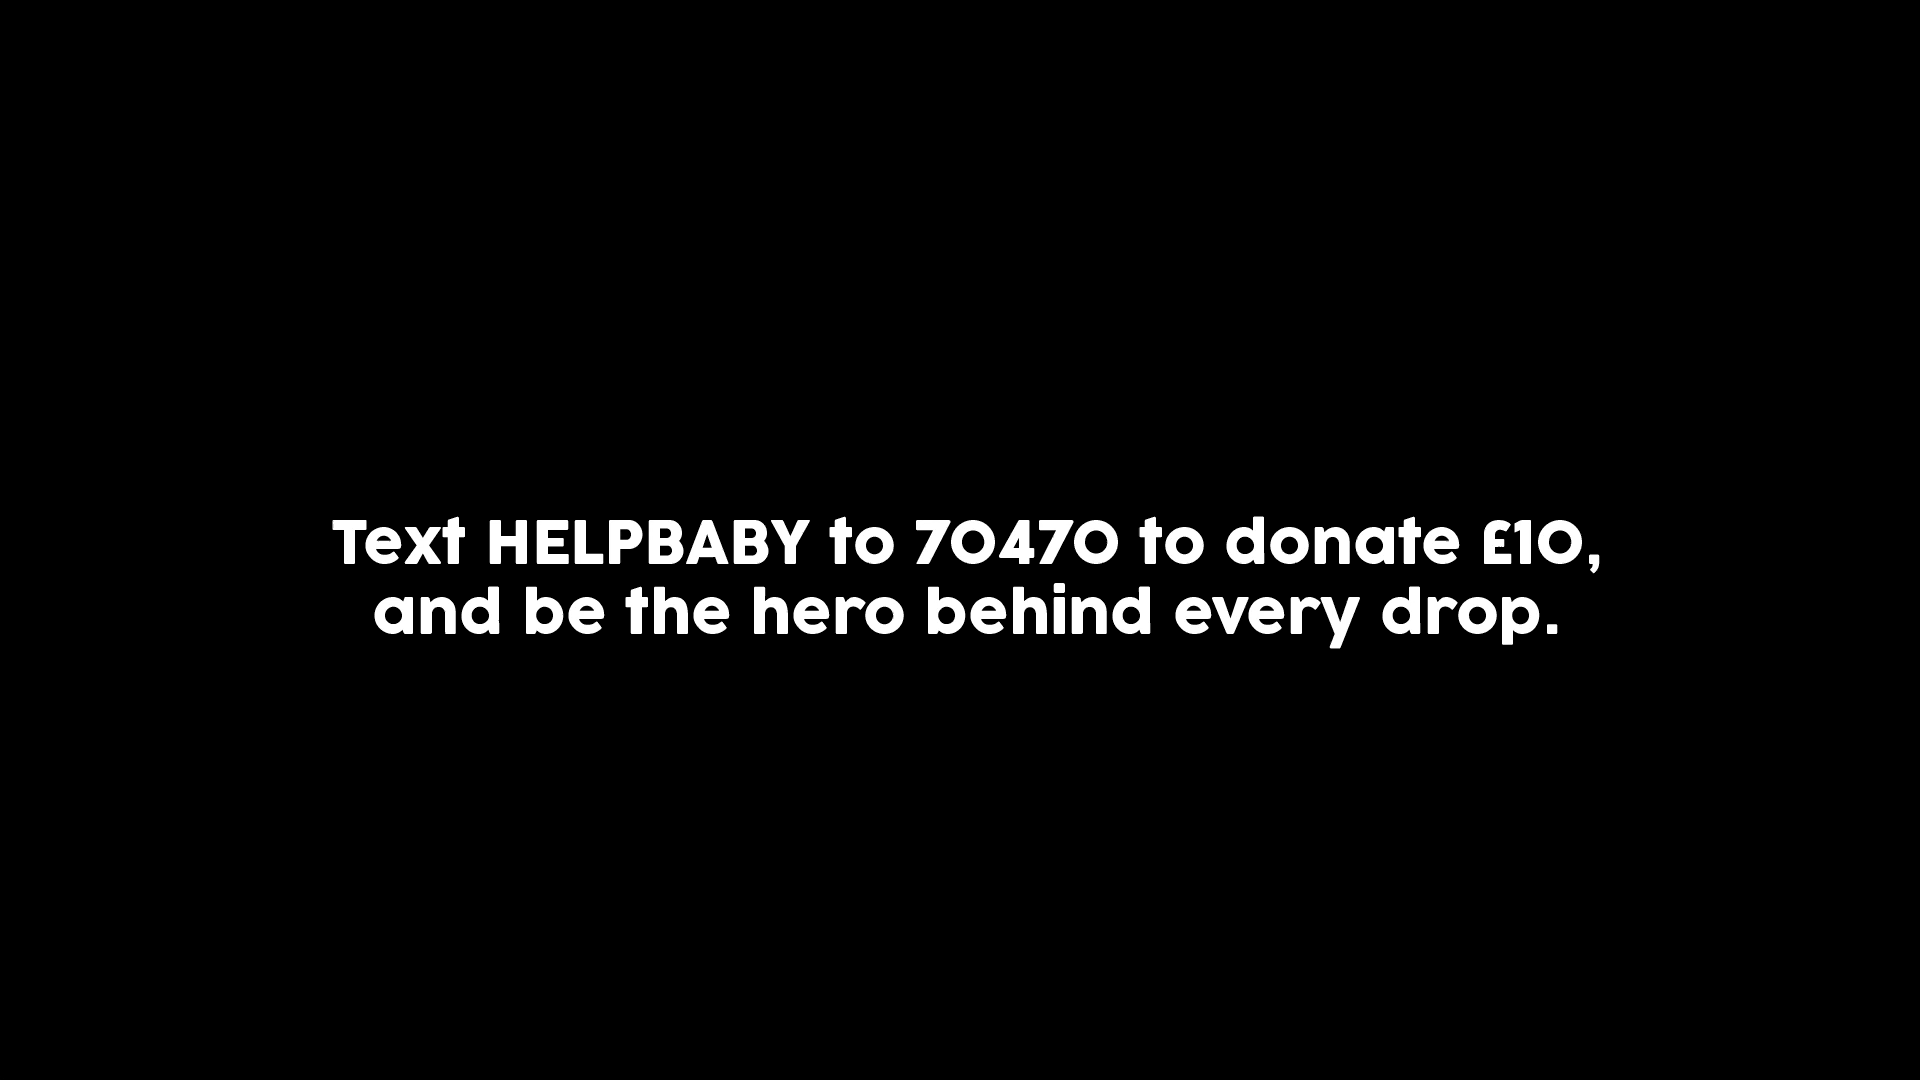 Text HELPBABY to 70470 to donate £10,
and be the hero behind every drop.